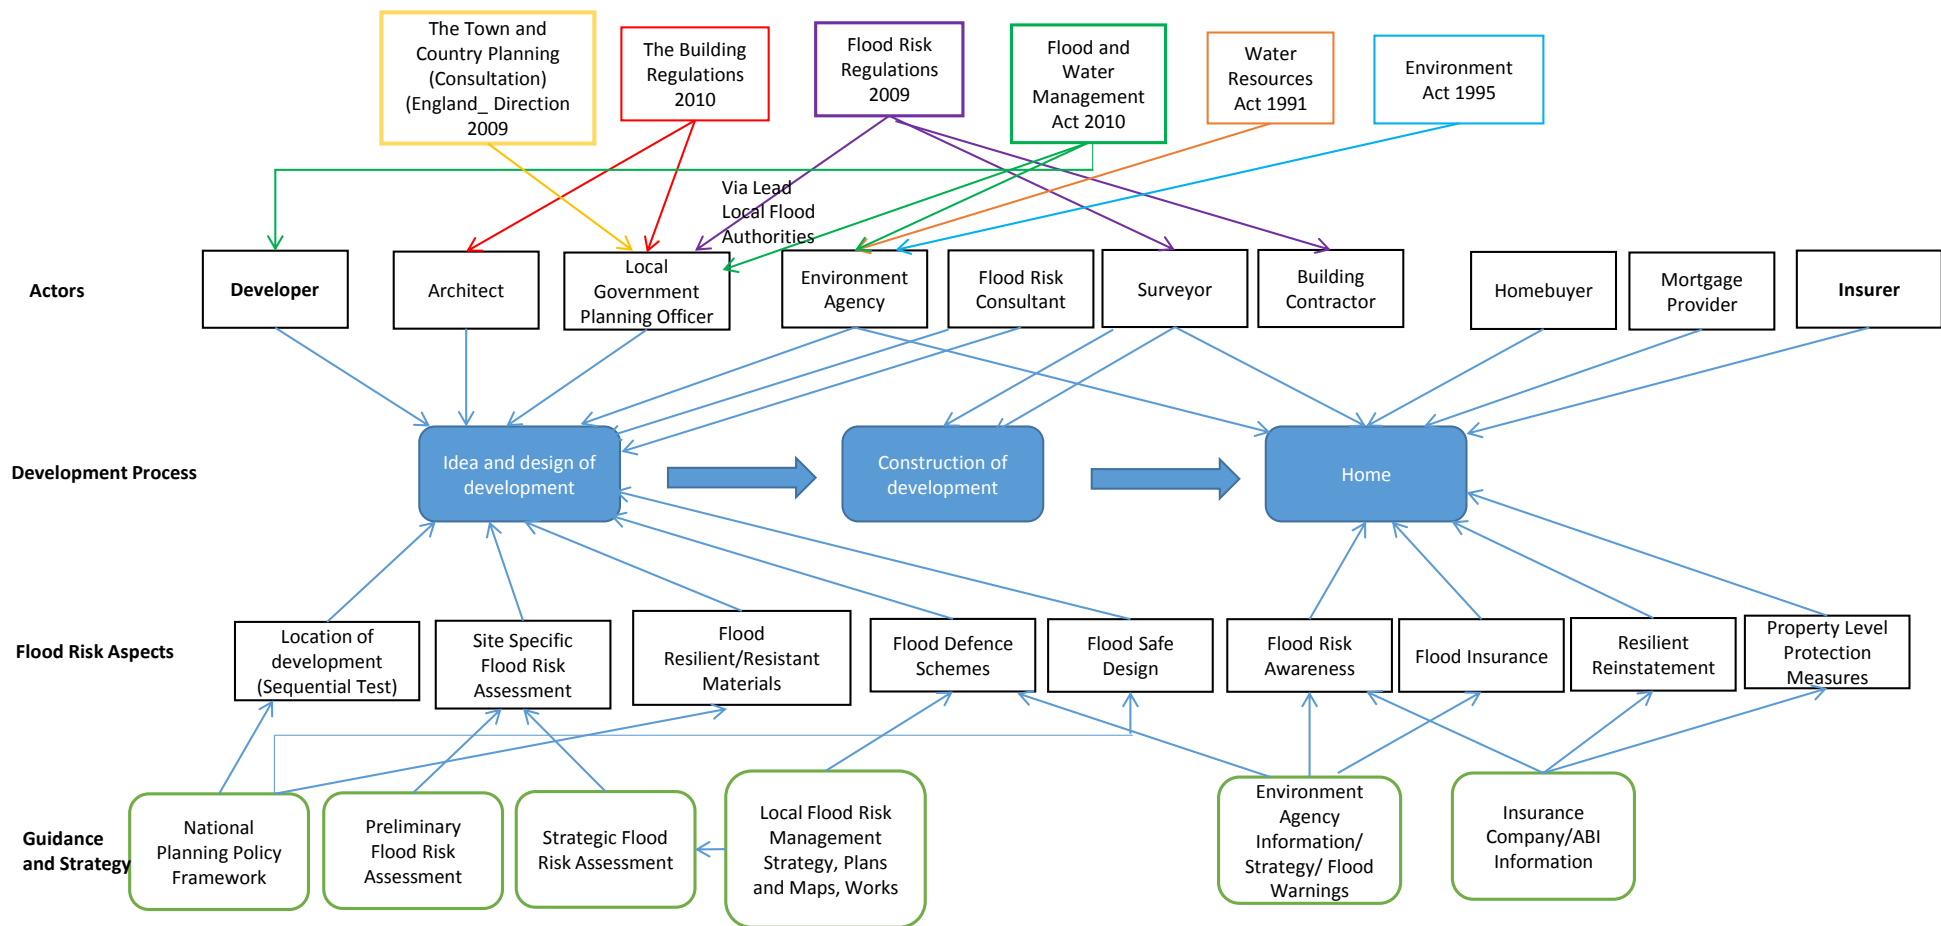 The Town and
Country Planning
(Consultation)
(England_ Direction
2009
The Building
Regulations
2010
Flood Risk
Regulations
2009
Flood and
Water
Management
Act 2010
Water
Resources
Act 1991
Environment
Act 1995
Via Lead
Local Flood
Authorities
Actors
Developer
Architect
Local
Government
Planning Officer
Environment
Agency
Flood Risk
Consultant
Surveyor
Building
Contractor
Homebuyer
Mortgage
Provider
Insurer
Development Process
Idea and design of
development
Construction of
development
Home
Flood Risk Aspects
Location of
development
(Sequential Test)
Site Specific
Flood Risk
Assessment
Flood
Resilient/Resistant
Materials
Flood Defence
Schemes
Flood Safe
Design
Flood Risk
Awareness
Flood Insurance
Resilient
Reinstatement
Property Level
Protection
Measures
Guidance
and Strategy
National
Planning Policy
Framework
Preliminary
Flood Risk
Assessment
Strategic Flood
Risk Assessment
Local Flood Risk
Management
Strategy, Plans
and Maps, Works
Environment
Agency
Information/
Strategy/ Flood
Warnings
Insurance
Company/ABI
Information